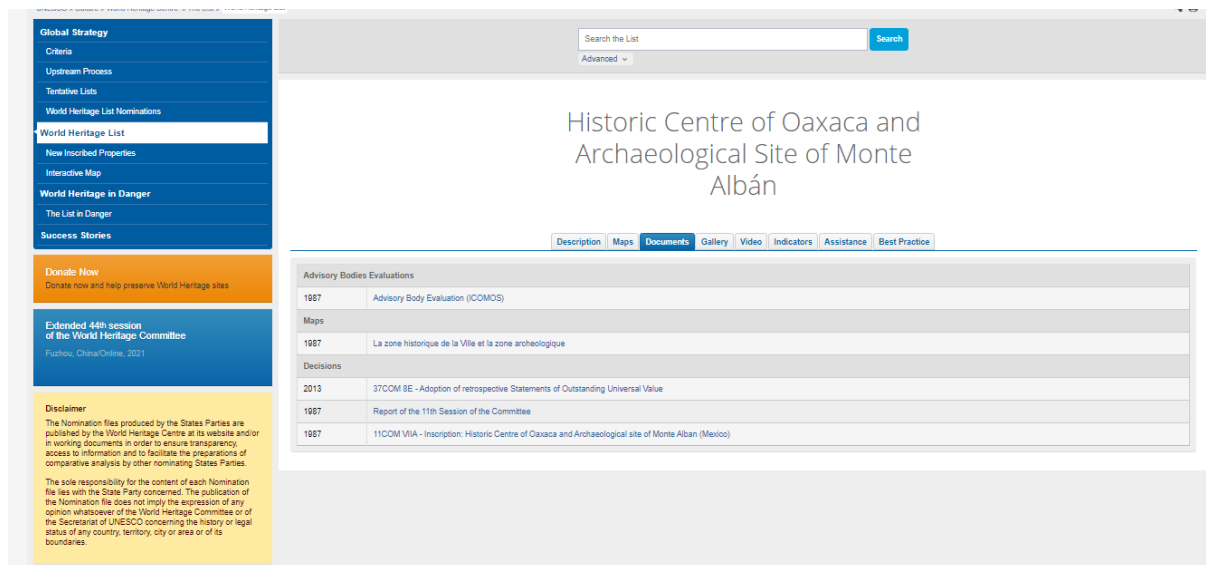 Global Strategy
Criteria
Upstream Process
Tentative Lists
World Heritage List Nominations
World Heritage List
New Inscribed Properties
Interactive Map
World Heritage in Danger
The List in Danger
Success Stories
Donate Now
Donate now and help preserve World Heritage sites
Extended 44th session
of the World Heritage Committee
Fuzhou, China/Online, 2021
Disclaimer
The Nomination files produced by the States Parties are
published by the World Heritage Centre at its website and/or
in working documents in order to ensure transparency,
access to information and to facilitate the preparations of
comparative analysis by other nominating States Parties.
The sole responsibility for the content of each Nomination
file lies with the State Party concerned. The publication of
the Nomination file does not imply the expression of any
opinion whatsoever of the World Heritage Committee or of
the Secretariat of UNESCO concerning the history or legal
status of any country, territory, city or area or of its
boundaries.
Search the List
Search
Advanced
Historic Centre of Oaxaca and
Archaeological Site of Monte
Albán
Description Maps Documents Gallery Video Indicators Assistance Best Practice
Advisory Bodies Evaluations
1987 Advisory Body Evaluation (ICOMOS)
Maps
1987 La zone historique de la Ville et la zone archeologique
Decisions
2013 37COM 8E - Adoption of retrospective Statements of Outstanding Universal Value
1987 Report of the 11th Session of the Committee
1987 11COM VIIA - Inscription: Historic Centre of Oaxaca and Archaeological site of Monte Alban (Mexico)